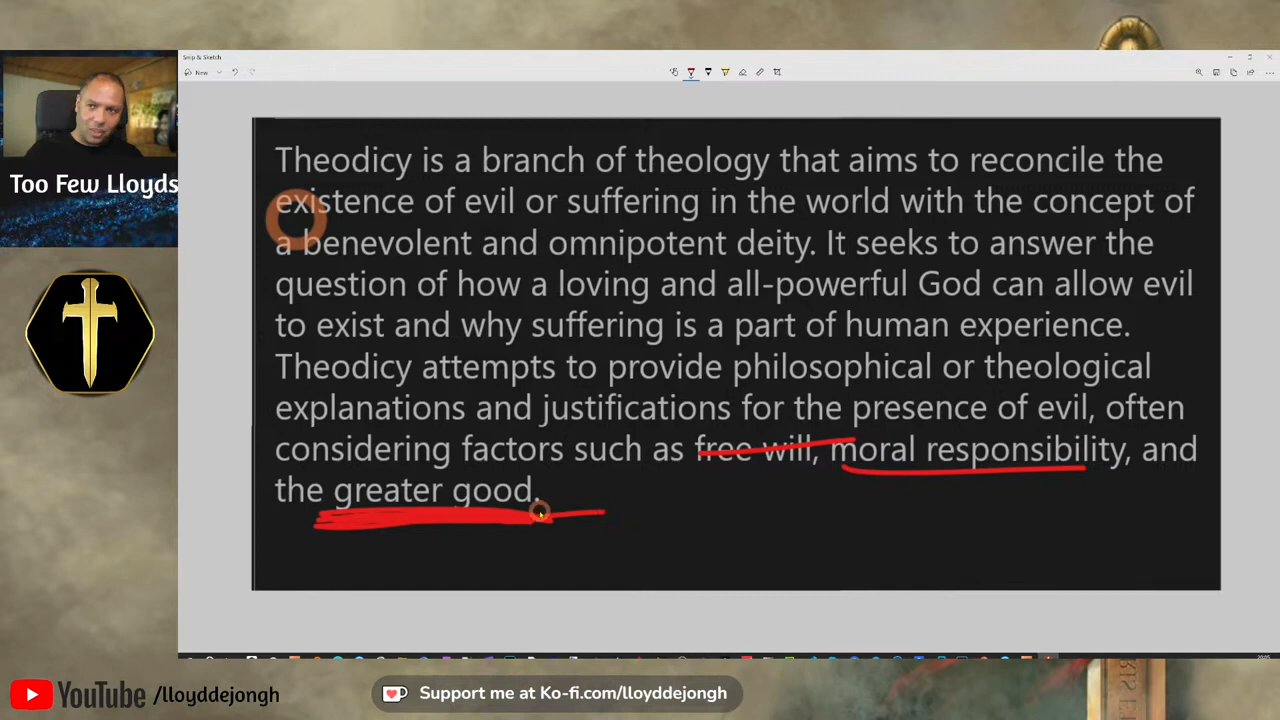 Snip & Sketch
New
Too Few Lloyds
Theodicy is a branch of theology that aims to reconcile the
existence of evil or suffering in the world with the concept of
a benevolent and omnipotent deity. It seeks to answer the
question of how a loving and all-powerful God can allow evil
to exist and why suffering is a part of human experience.
Theodicy attempts to provide philosophical or theological
explanations and justifications for the presence of evil, often
considering factors such as free will, moral responsibility, and
the greater good.
YouTube /lloyddejongh
Support me at Ko-fi.com/lloyddejongh